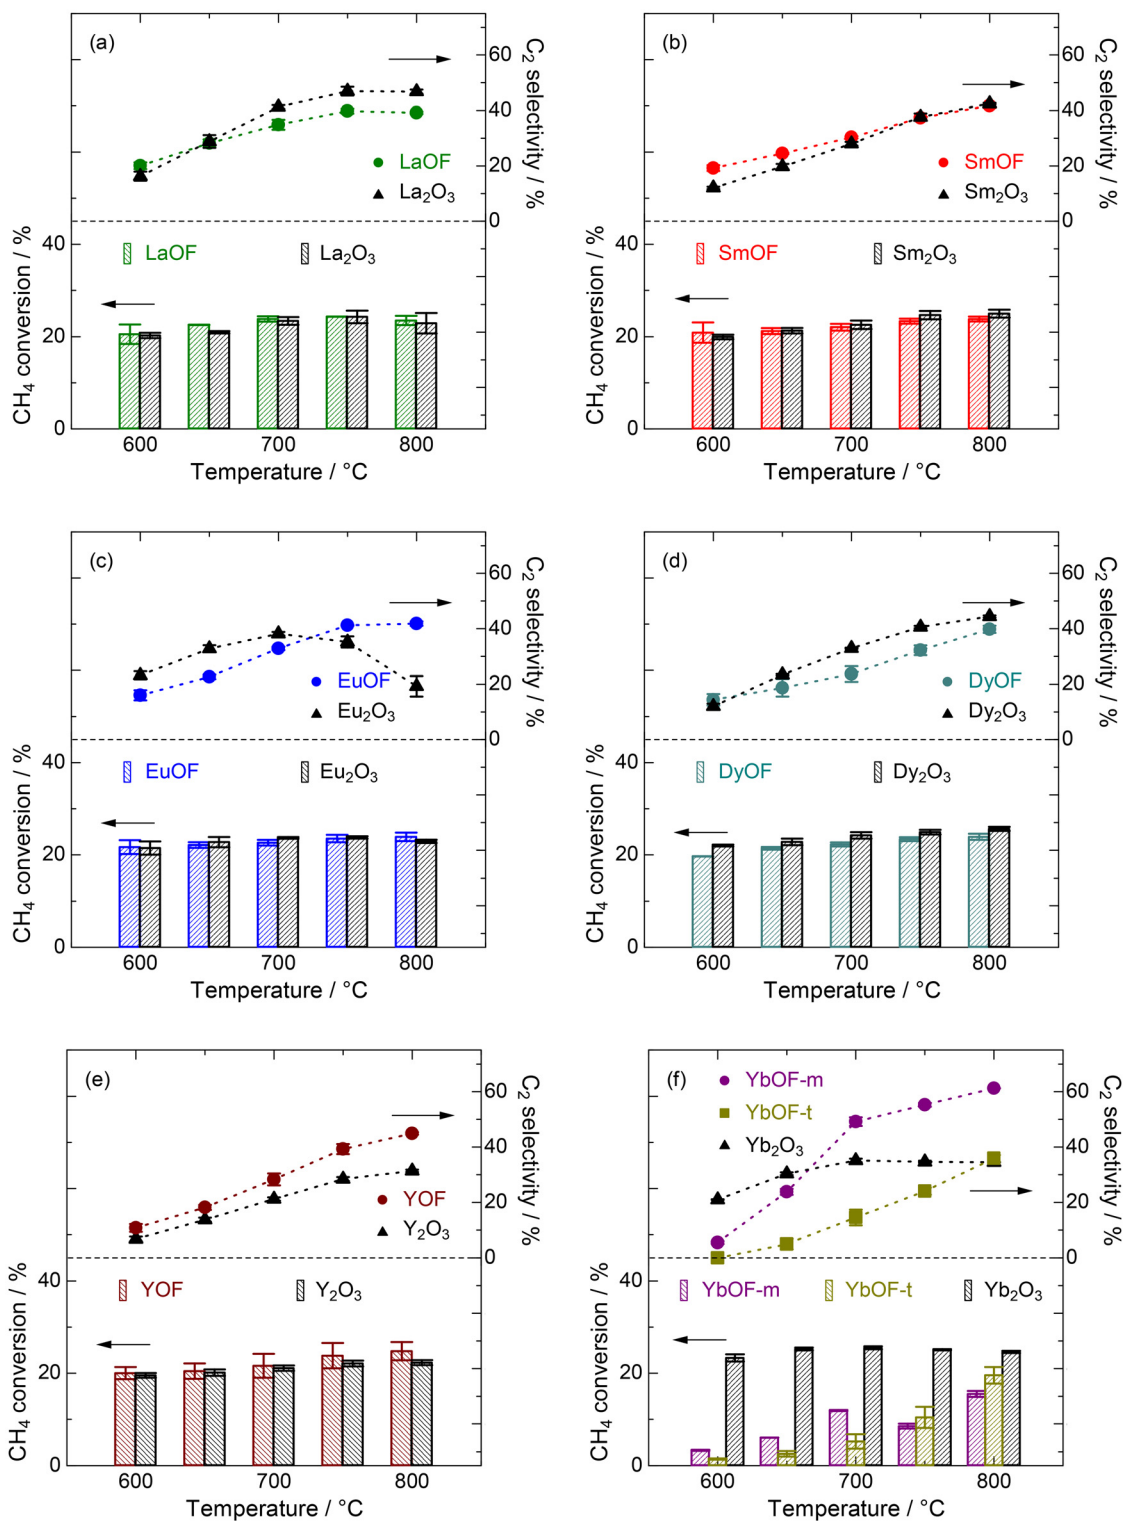 (a)
LaOF
La₂O₃
LaOF La₂O₃
CH₄ conversion / %
0 20 40
C₂ selectivity / %
0 20 40 60
600 700 800
Temperature / °C
(b)
SmOF
Sm₂O₃
SmOF Sm₂O₃
CH₄ conversion / %
0 20 40
C₂ selectivity / %
0 20 40 60
600 700 800
Temperature / °C
(c)
EuOF
Eu₂O₃
EuOF Eu₂O₃
CH₄ conversion / %
0 20 40
C₂ selectivity / %
0 20 40 60
600 700 800
Temperature / °C
(d)
DyOF
Dy₂O₃
DyOF Dy₂O₃
CH₄ conversion / %
0 20 40
C₂ selectivity / %
0 20 40 60
600 700 800
Temperature / °C
(e)
YOF
Y₂O₃
YOF Y₂O₃
CH₄ conversion / %
0 20 40
C₂ selectivity / %
0 20 40 60
600 700 800
Temperature / °C
(f)
YbOF-m
YbOF-t
Yb₂O₃
YbOF-m YbOF-t Yb₂O₃
CH₄ conversion / %
0 20 40
C₂ selectivity / %
0 20 40 60
600 700 800
Temperature / °C